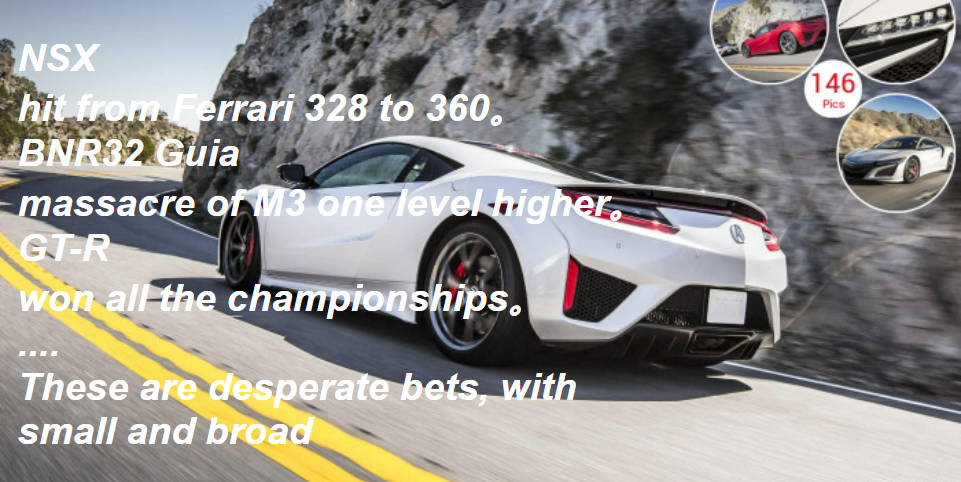 NSX
hit from Ferrari 328 to 360。
BNR32 Guia
massacre of M3 one level higher。
GT-R
won all the championships。
....
These are desperate bets, with
small and broad
146
Pics